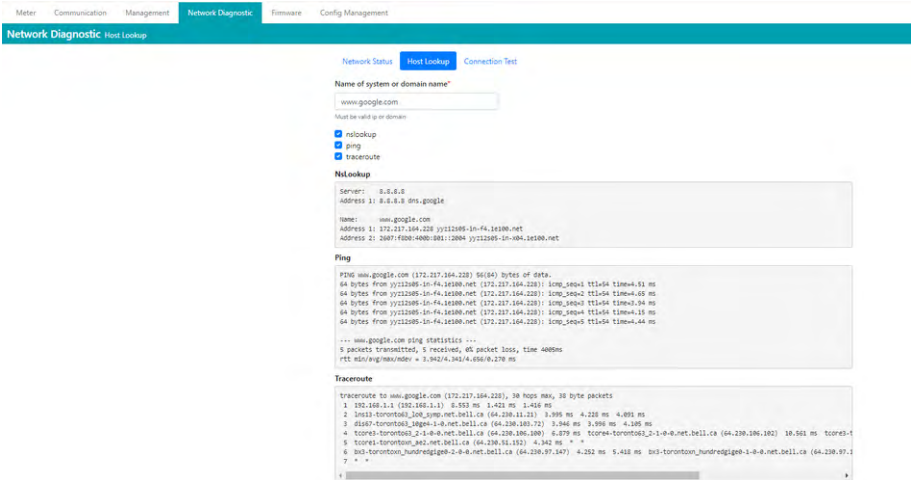 Meter Communication Management Network Diagnostic Firmware Config Management
Network Diagnostic Host Lookup
Network Status Host Lookup Connection Test
Name of system or domain name*
www.google.com
Must be valid ip or domain
nslookup
ping
traceroute
NsLookup
Server: 8.8.8.8
Address 1: 8.8.8.8 dns.google
Name: www.google.com
Address 1: 172.217.164.228 yyz12s05-in-f4.1e100.net
Address 2: 2607:f8b0:400b:801::2004 yyz12s05-in-x04.1e100.net
Ping
PING www.google.com (172.217.164.228) 56(84) bytes of data.
64 bytes from yyz12s05-in-f4.1e100.net (172.217.164.228): icmp_seq=1 ttl=54 time=4.51 ms
64 bytes from yyz12s05-in-f4.1e100.net (172.217.164.228): icmp_seq=2 ttl=54 time=4.65 ms
64 bytes from yyz12s05-in-f4.1e100.net (172.217.164.228): icmp_seq=3 ttl=54 time=3.94 ms
64 bytes from yyz12s05-in-f4.1e100.net (172.217.164.228): icmp_seq=4 ttl=54 time=4.15 ms
64 bytes from yyz12s05-in-f4.1e100.net (172.217.164.228): icmp_seq=5 ttl=54 time=4.44 ms
--- www.google.com ping statistics ---
5 packets transmitted, 5 received, 0% packet loss, time 4005ms
rtt min/avg/max/mdev = 3.942/4.341/4.656/0.270 ms
Traceroute
traceroute to www.google.com (172.217.164.228), 30 hops max, 38 byte packets
1 192.168.1.1 (192.168.1.1) 8.553 ms 1.421 ms 1.416 ms
2 lns13-toronto63_lo0_symp.net.bell.ca (64.230.11.21) 3.995 ms 4.228 ms 4.091 ms
3 dis67-toronto63_10ge4-1-0.net.bell.ca (64.230.103.72) 3.946 ms 3.996 ms 4.105 ms
4 tcore3-toronto63_2-1-0-0.net.bell.ca (64.230.106.100) 6.879 ms tcore4-toronto63_2-1-0-0.net.bell.ca (64.230.106.102) 10.561 ms tcore3-t
5 tcore1-torontoxn_ae2.net.bell.ca (64.230.51.152) 4.342 ms * *
6 bx3-torontoxn_hundredgige0-2-0-0.net.bell.ca (64.230.97.147) 4.252 ms 5.418 ms bx3-torontoxn_hundredgige0-1-0-0.net.bell.ca (64.230.97.1
7 * *